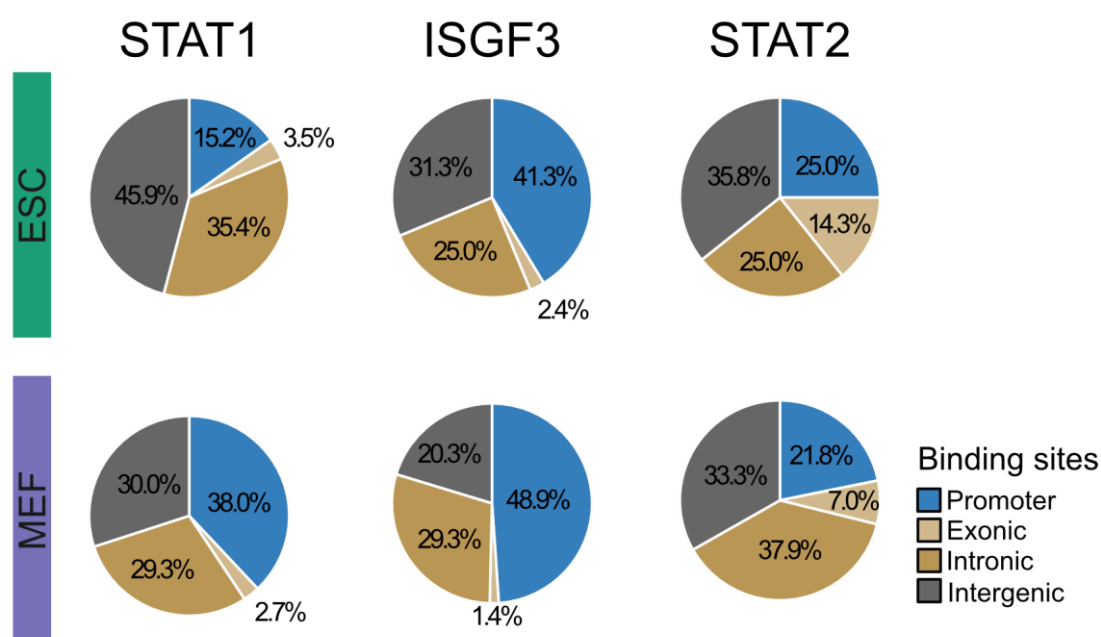 STAT1 ISGF3 STAT2
ESC
15.2% 3.5% 35.4% 45.9%
41.3% 2.4% 25.0% 31.3%
25.0% 14.3% 25.0% 35.8%
MEF
38.0% 2.7% 29.3% 30.0%
48.9% 1.4% 29.3% 20.3%
21.8% 7.0% 37.9% 33.3%
Binding sites
Promoter
Exonic
Intronic
Intergenic